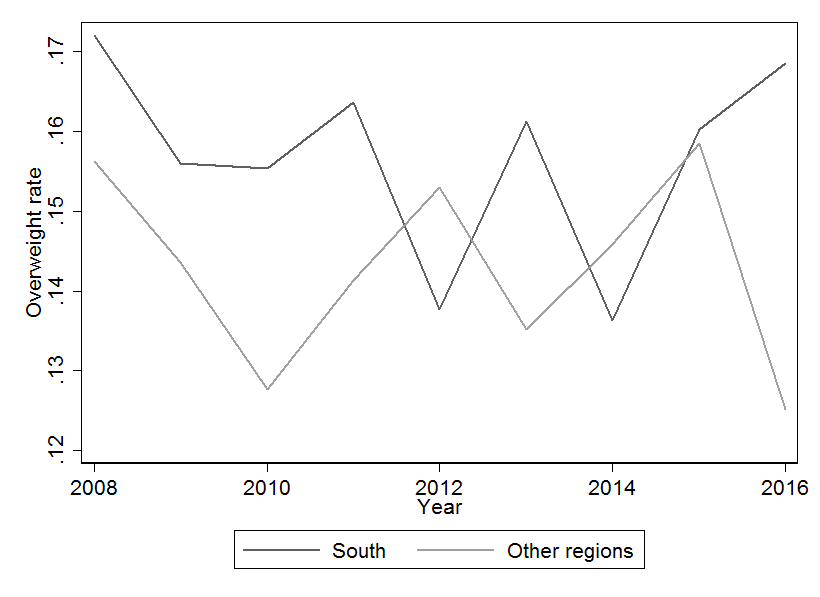 Overweight rate
.17
.16
.15
.14
.13
.12
2008 2010 2012 2014 2016
Year
South Other regions